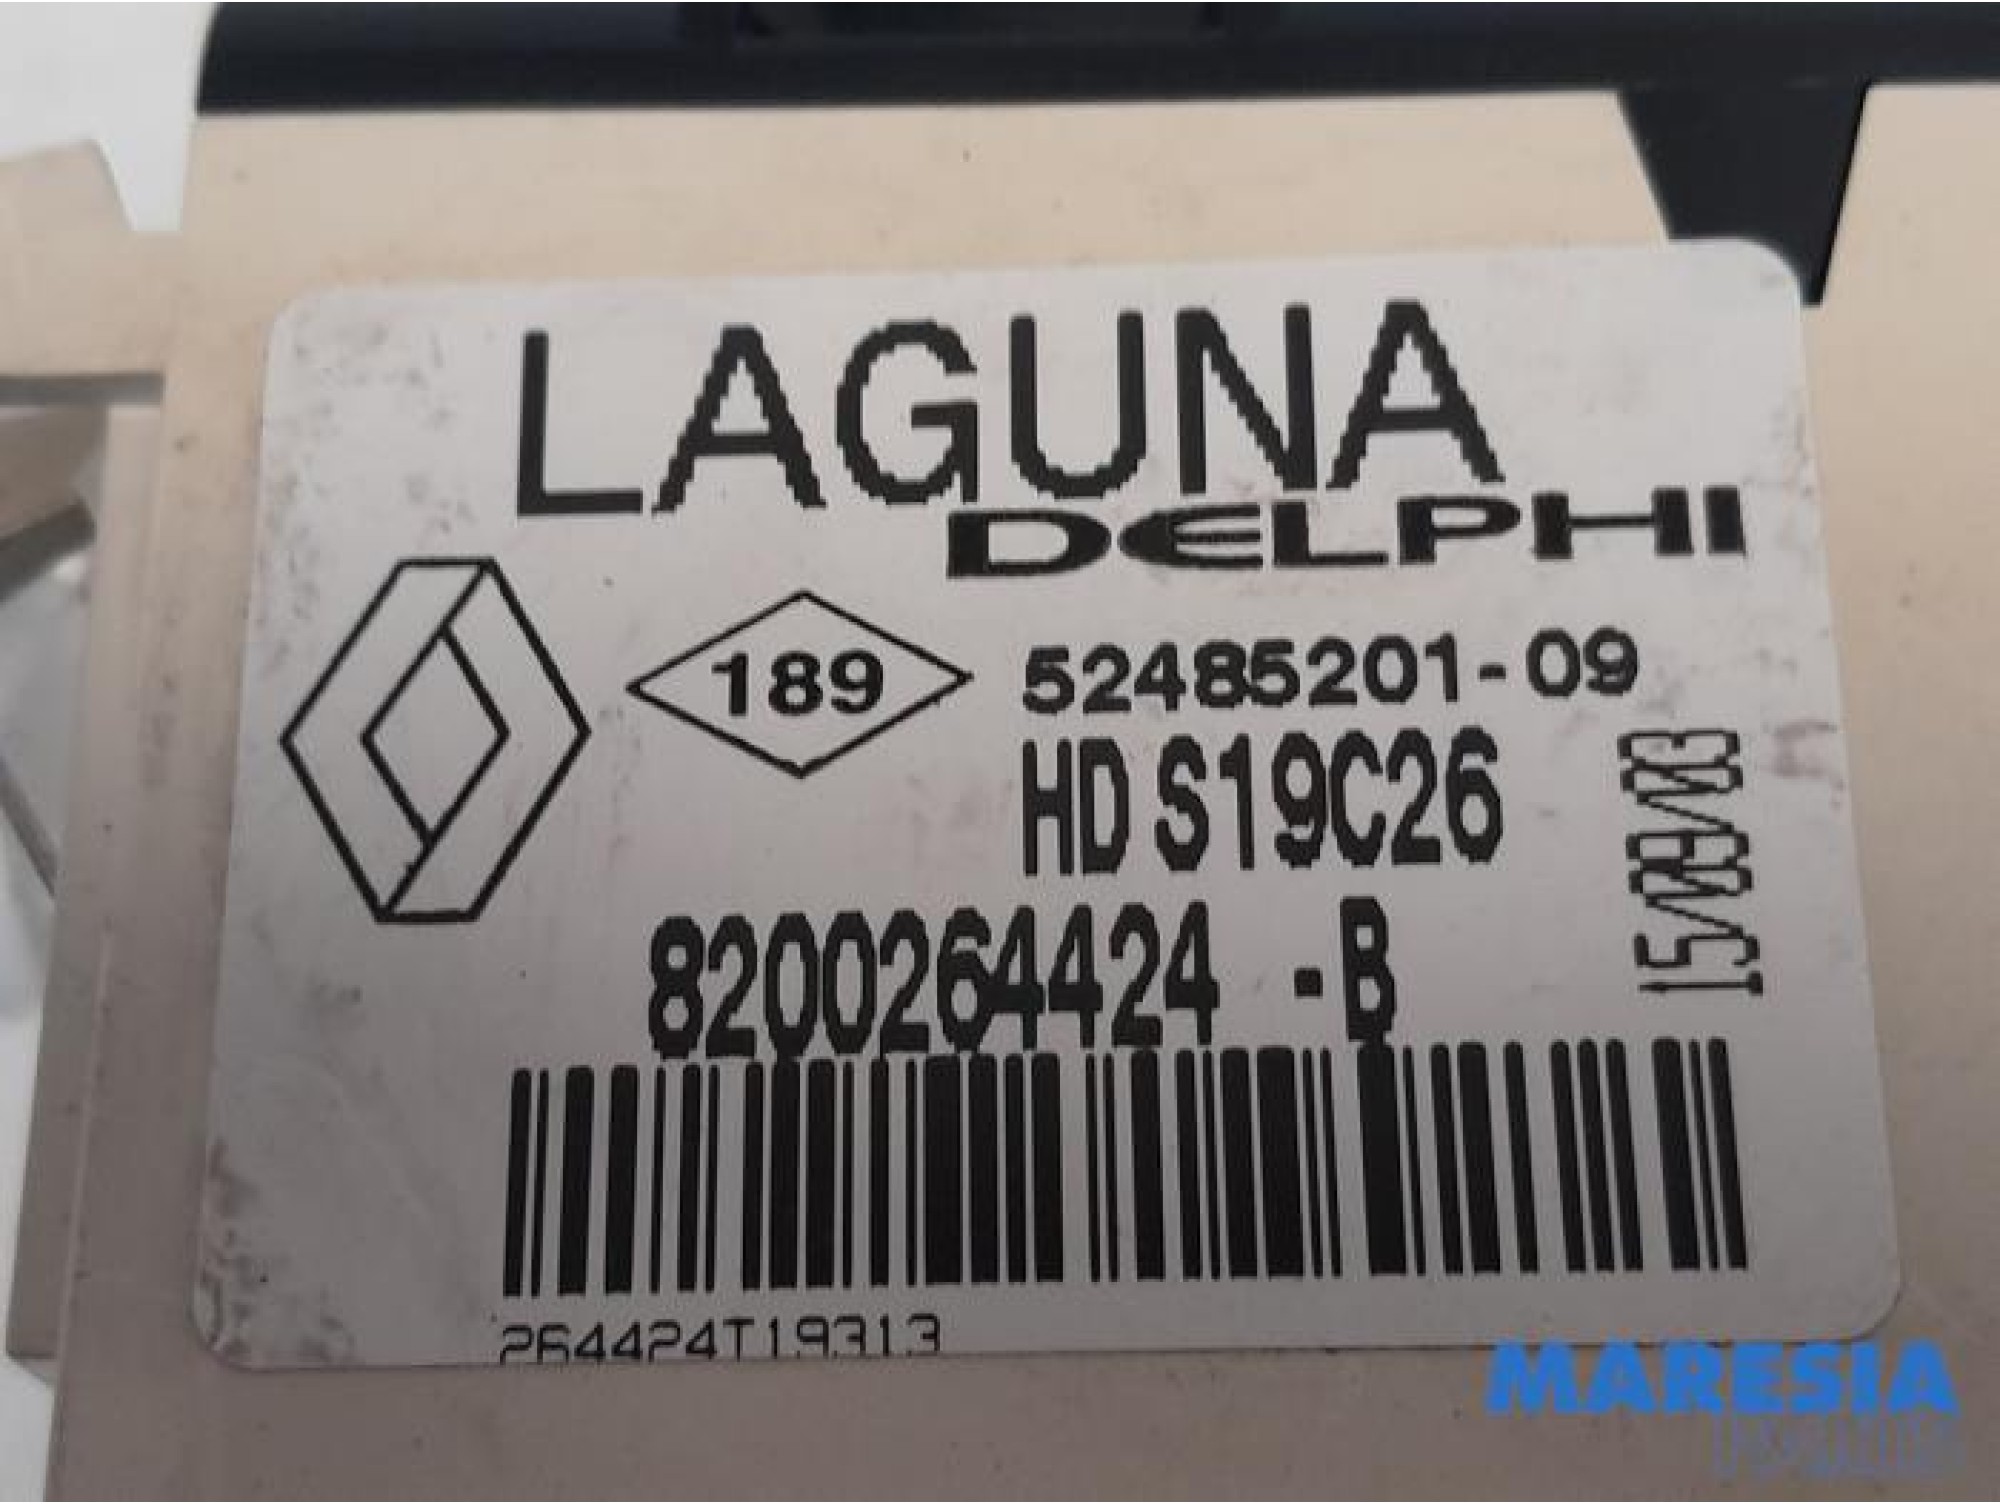 LAGUNA
DELPHI
189
52485201-09
HD S19C26
8200264424 -B
264424T19313
MARESIA